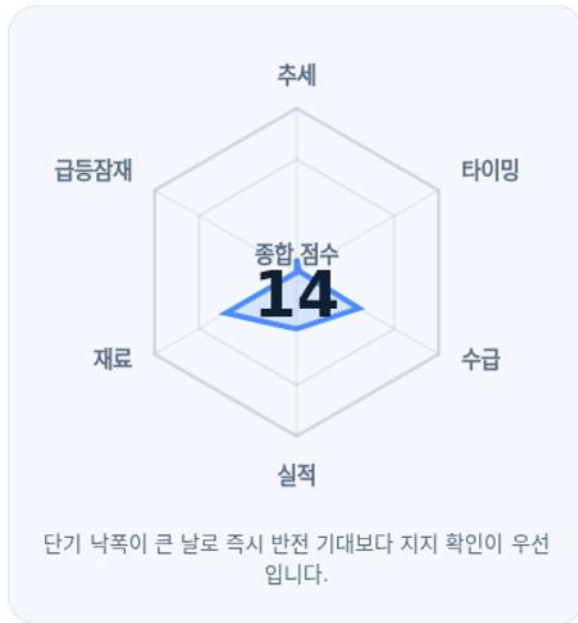 추세
급등잠재
타이밍
종합 점수
14
재료
수급
실적
단기 낙폭이 큰 날로 즉시 반전 기대보다 지지 확인이 우선
입니다.